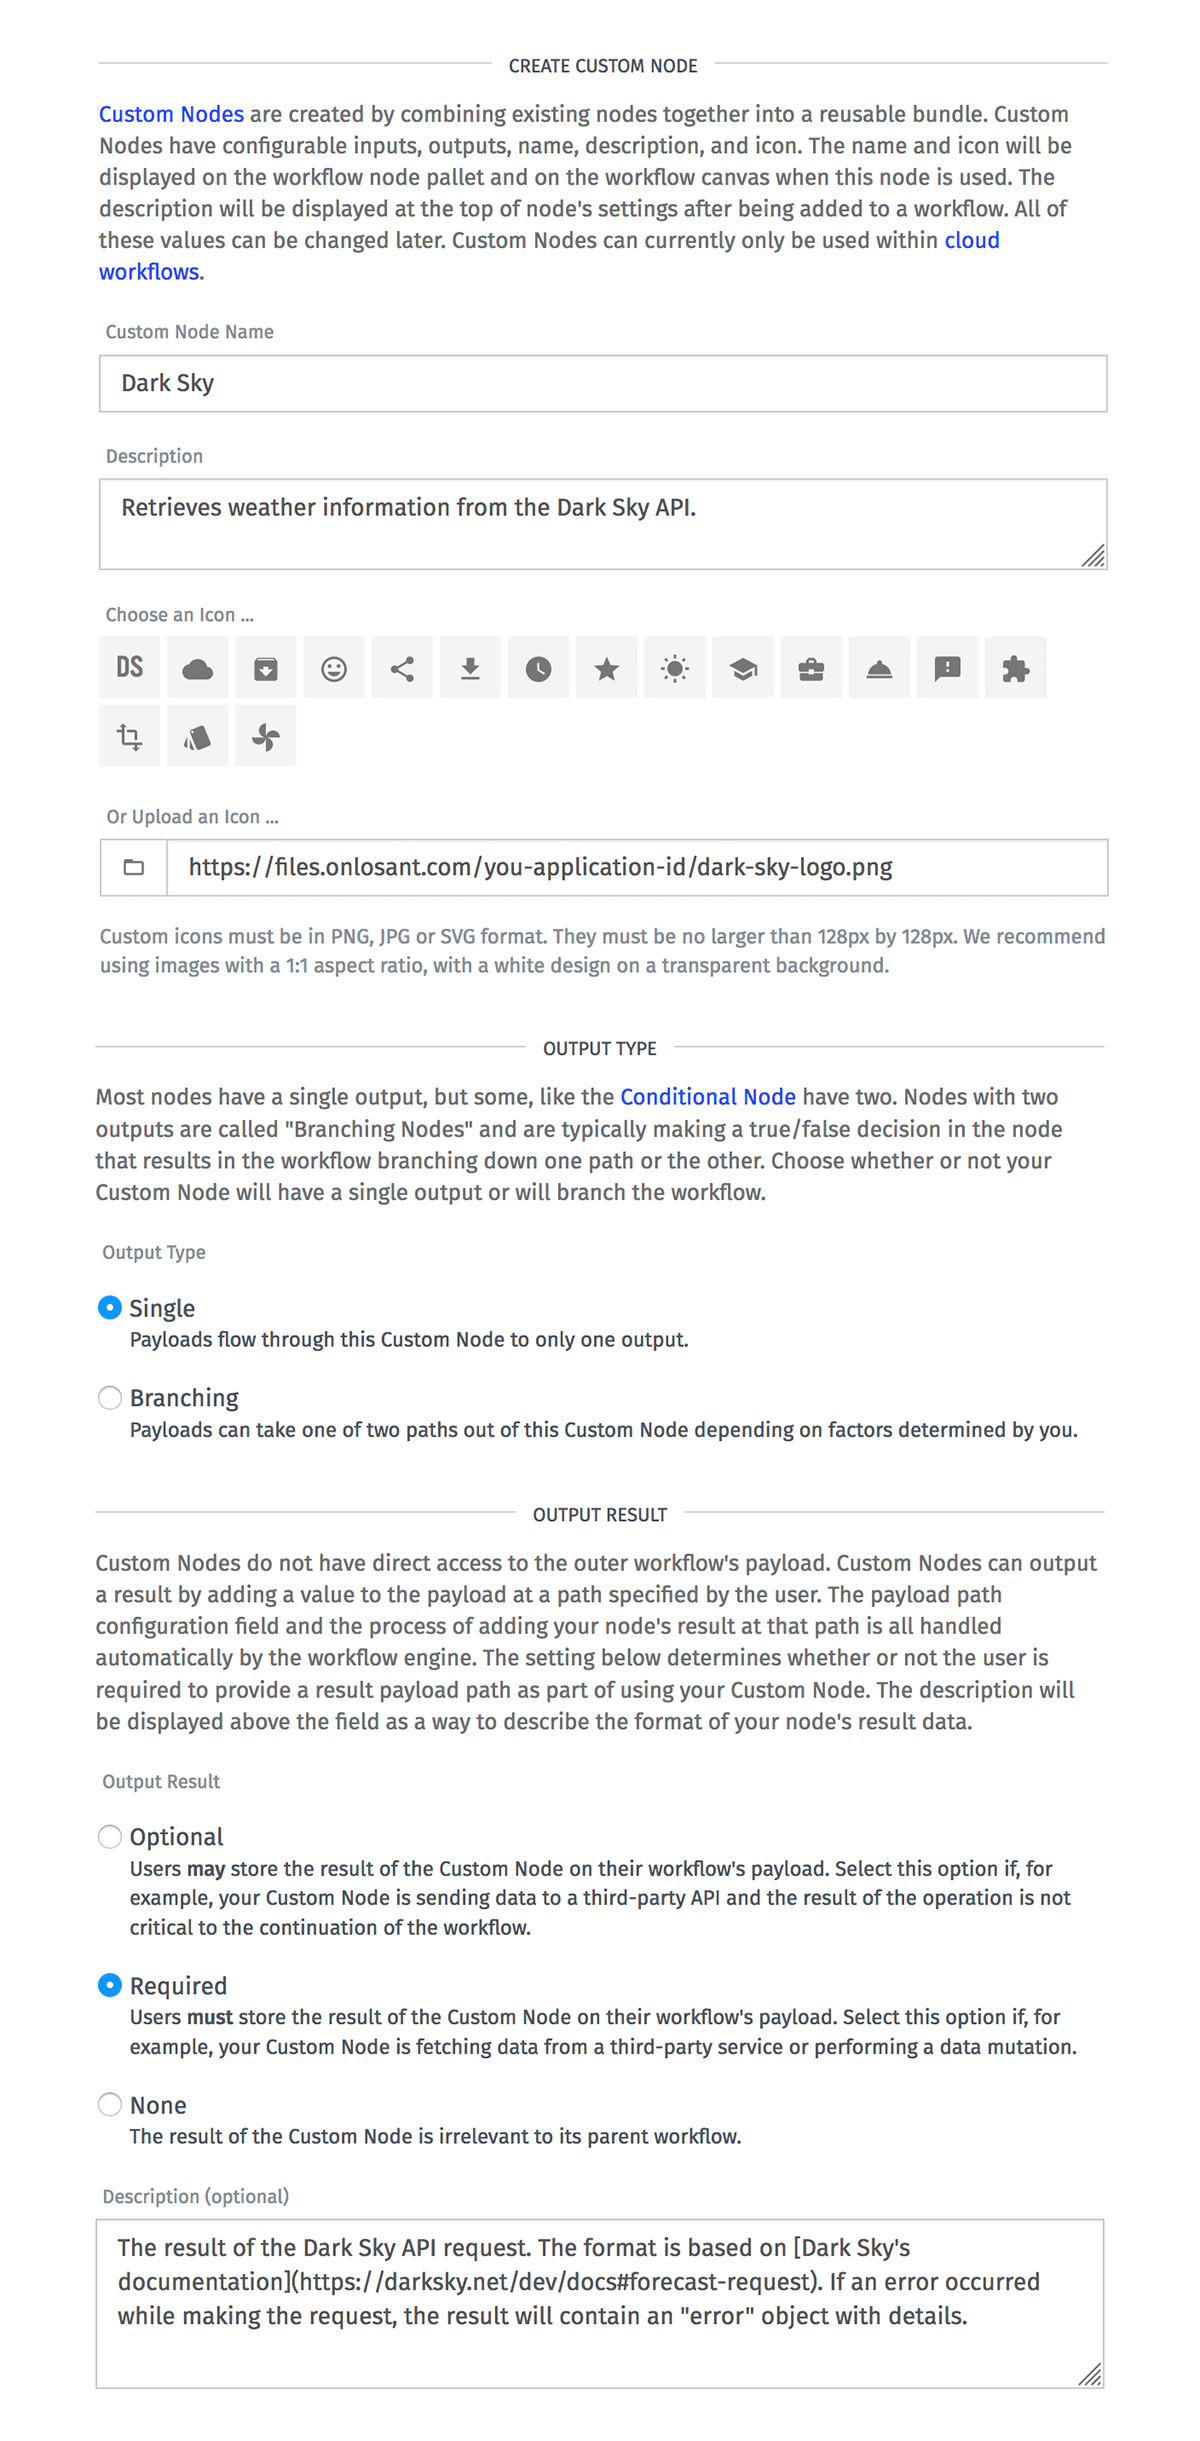 CREATE CUSTOM NODE
Custom Nodes are created by combining existing nodes together into a reusable bundle. Custom
Nodes have configurable inputs, outputs, name, description, and icon. The name and icon will be
displayed on the workflow node pallet and on the workflow canvas when this node is used. The
description will be displayed at the top of node's settings after being added to a workflow. All of
these values can be changed later. Custom Nodes can currently only be used within cloud
workflows.
Custom Node Name
Dark Sky
Description
Retrieves weather information from the Dark Sky API.
Choose an Icon ...
DS
Or Upload an Icon ...
https://files.onlosant.com/you-application-id/dark-sky-logo.png
Custom icons must be in PNG, JPG or SVG format. They must be no larger than 128px by 128px. We recommend
using images with a 1:1 aspect ratio, with a white design on a transparent background.
OUTPUT TYPE
Most nodes have a single output, but some, like the Conditional Node have two. Nodes with two
outputs are called "Branching Nodes" and are typically making a true/false decision in the node
that results in the workflow branching down one path or the other. Choose whether or not your
Custom Node will have a single output or will branch the workflow.
Output Type
Single
Payloads flow through this Custom Node to only one output.
Branching
Payloads can take one of two paths out of this Custom Node depending on factors determined by you.
OUTPUT RESULT
Custom Nodes do not have direct access to the outer workflow's payload. Custom Nodes can output
a result by adding a value to the payload at a path specified by the user. The payload path
configuration field and the process of adding your node's result at that path is all handled
automatically by the workflow engine. The setting below determines whether or not the user is
required to provide a result payload path as part of using your Custom Node. The description will
be displayed above the field as a way to describe the format of your node's result data.
Output Result
Optional
Users may store the result of the Custom Node on their workflow's payload. Select this option if, for
example, your Custom Node is sending data to a third-party API and the result of the operation is not
critical to the continuation of the workflow.
Required
Users must store the result of the Custom Node on their workflow's payload. Select this option if, for
example, your Custom Node is fetching data from a third-party service or performing a data mutation.
None
The result of the Custom Node is irrelevant to its parent workflow.
Description (optional)
The result of the Dark Sky API request. The format is based on [Dark Sky's
documentation](https://darksky.net/dev/docs#forecast-request). If an error occurred
while making the request, the result will contain an "error" object with details.